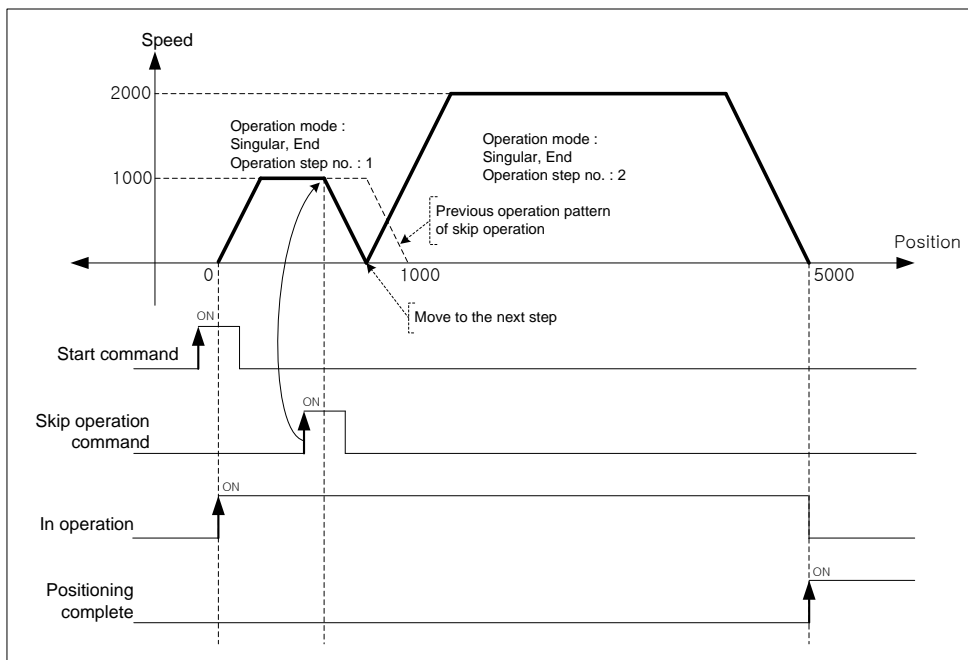 Speed
2000
Operation mode :
Singular, End
Operation step no. : 1
Operation mode :
Singular, End
Operation step no. : 2
1000
Previous operation pattern
of skip operation
Position
0
1000
5000
Move to the next step
ON
Start command
ON
Skip operation
command
ON
In operation
ON
Positioning
complete